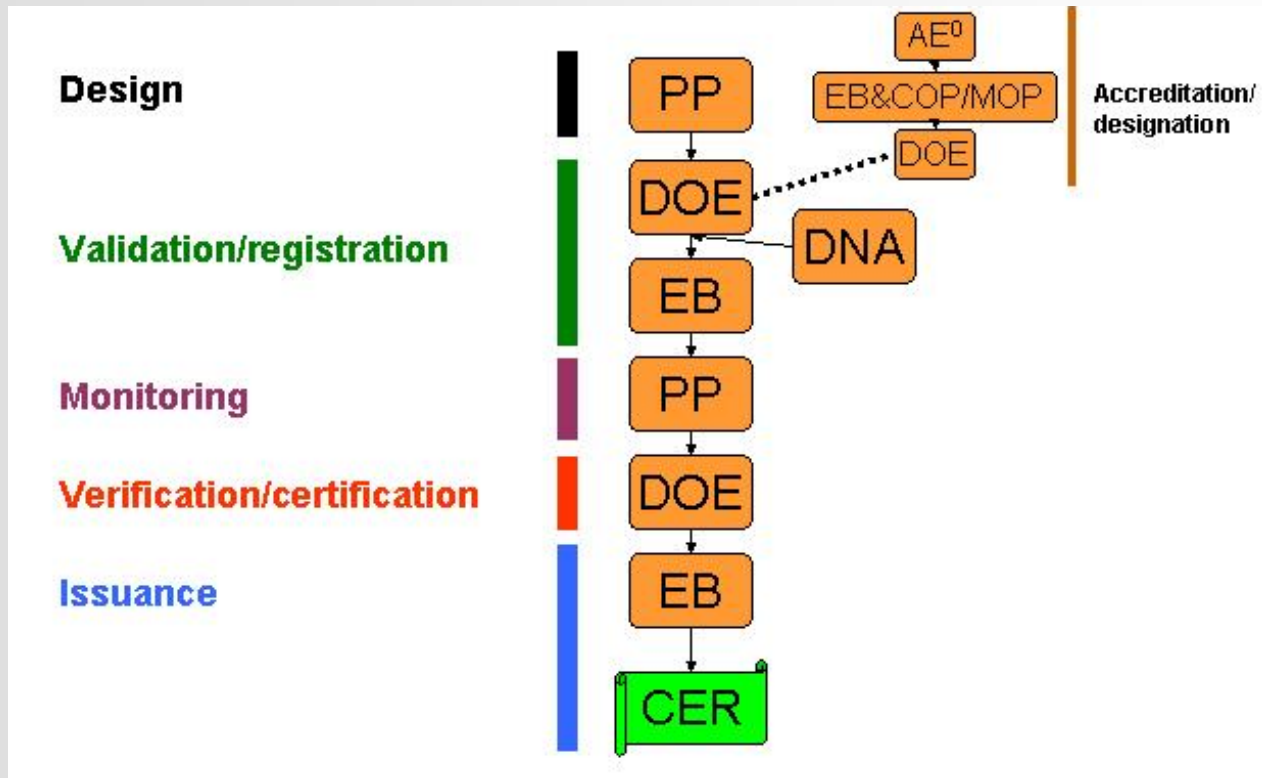 AE⁰
Design
PP
EB&COP/MOP
Accreditation/
designation
DOE
DOE
Validation/registration
DNA
EB
Monitoring
PP
Verification/certification
DOE
Issuance
EB
CER